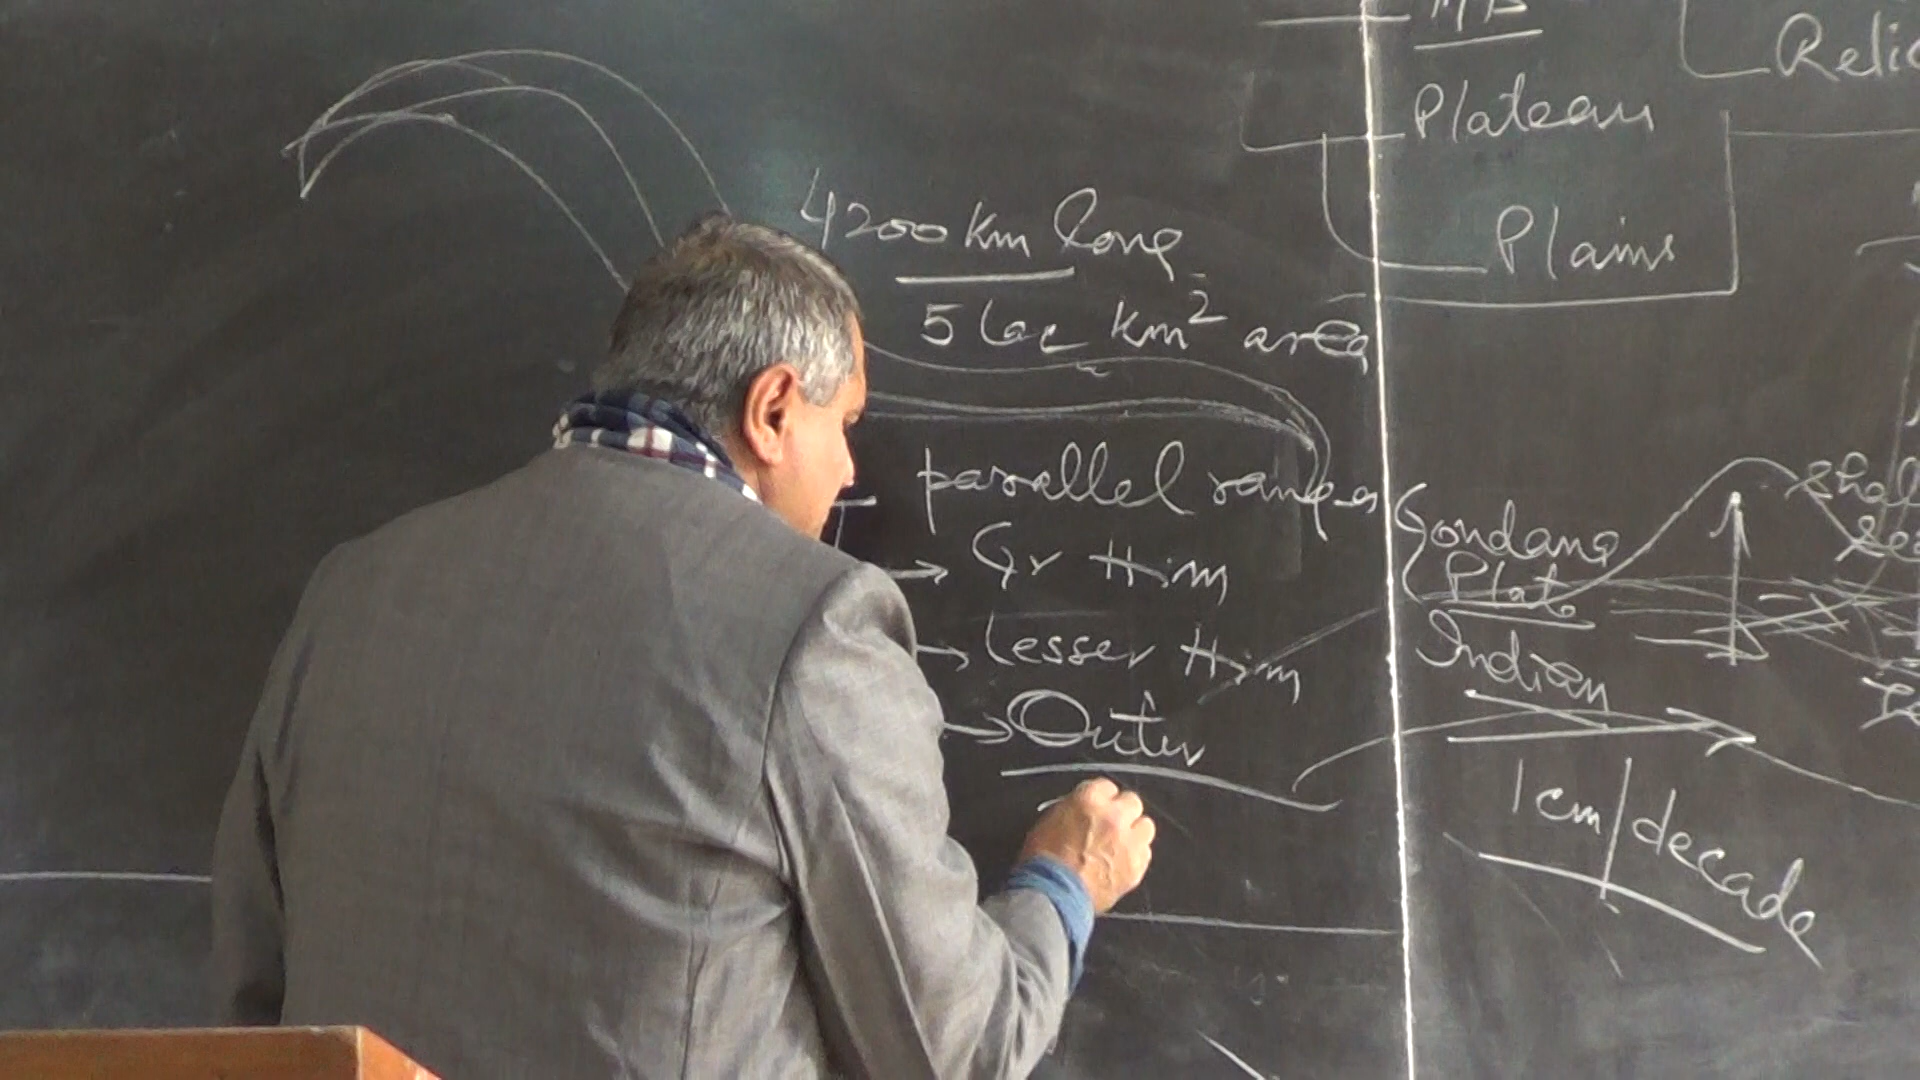 4200 km long
5 lac km² area
parallel ranges
→ Gr Him
→ Lesser Him
→ Outer
Plateau
Plains
Gondana
Plate
Indian
1 cm/decade